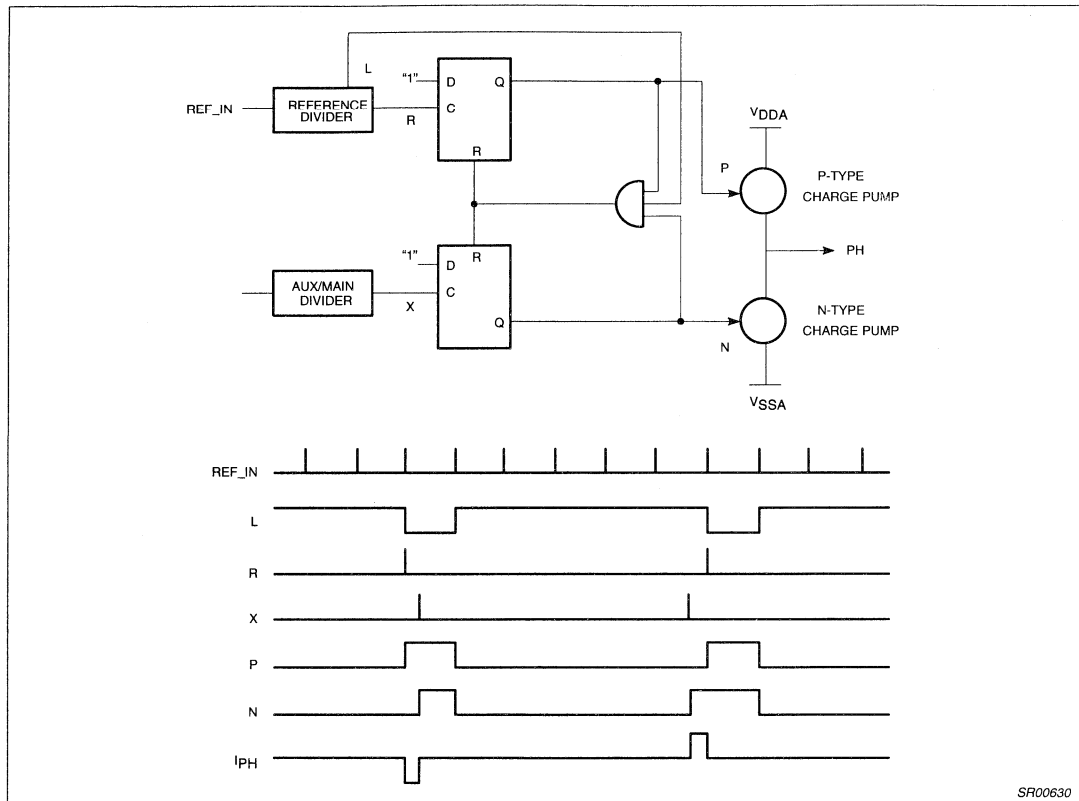 L
"1"
D
Q
REF_IN
REFERENCE
DIVIDER
R
C
R
VDDA
P
P-TYPE
CHARGE PUMP
PH
"1"
R
D
AUX/MAIN
DIVIDER
X
C
Q
N
N-TYPE
CHARGE PUMP
VSSA
REF_IN
L
R
X
P
N
IPH
SR00630